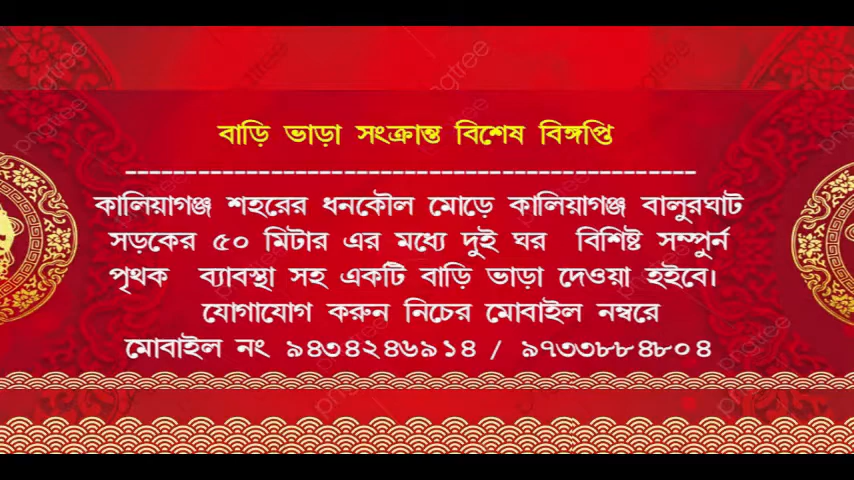 বাড়ি ভাড়া সংক্রান্ত বিশেষ বিঙ্গপ্তি
-----------------------------------------------
কালিয়াগঞ্জ শহরের ধনকৌল মোড়ে কালিয়াগঞ্জ বালুরঘাট
সড়কের ৫০ মিটার এর মধ্যে দুই ঘর বিশিষ্ট সম্পুর্ন
পৃথক ব্যাবস্থা সহ একটি বাড়ি ভাড়া দেওয়া হইবে।
যোগাযোগ করুন নিচের মোবাইল নম্বরে
মোবাইল নং ৯৪৩৪২৪৬৯১৪ / ৯৭৩৩৮৮৪৮০৪
pngtree